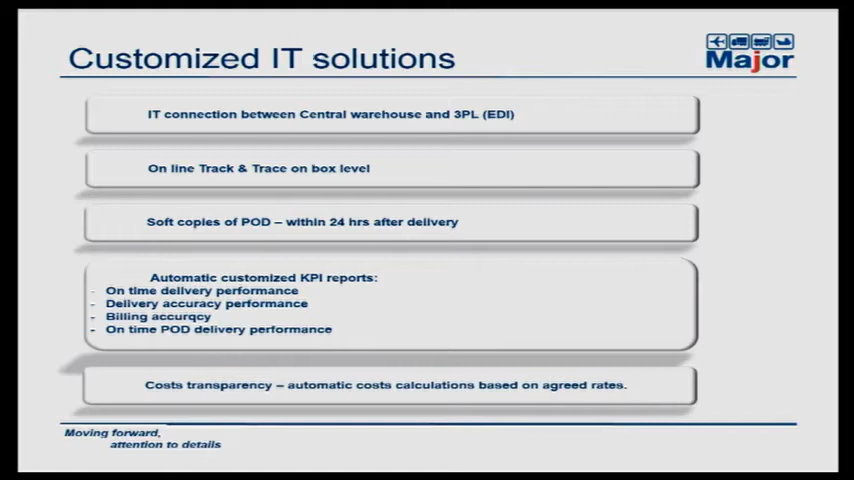 Customized IT solutions
Major
IT connection between Central warehouse and 3PL (EDI)
On line Track & Trace on box level
Soft copies of POD – within 24 hrs after delivery
Automatic customized KPI reports:
- On time delivery performance
- Delivery accuracy performance
- Billing accurqcy
- On time POD delivery performance
Costs transparency – automatic costs calculations based on agreed rates.
Moving forward,
attention to details